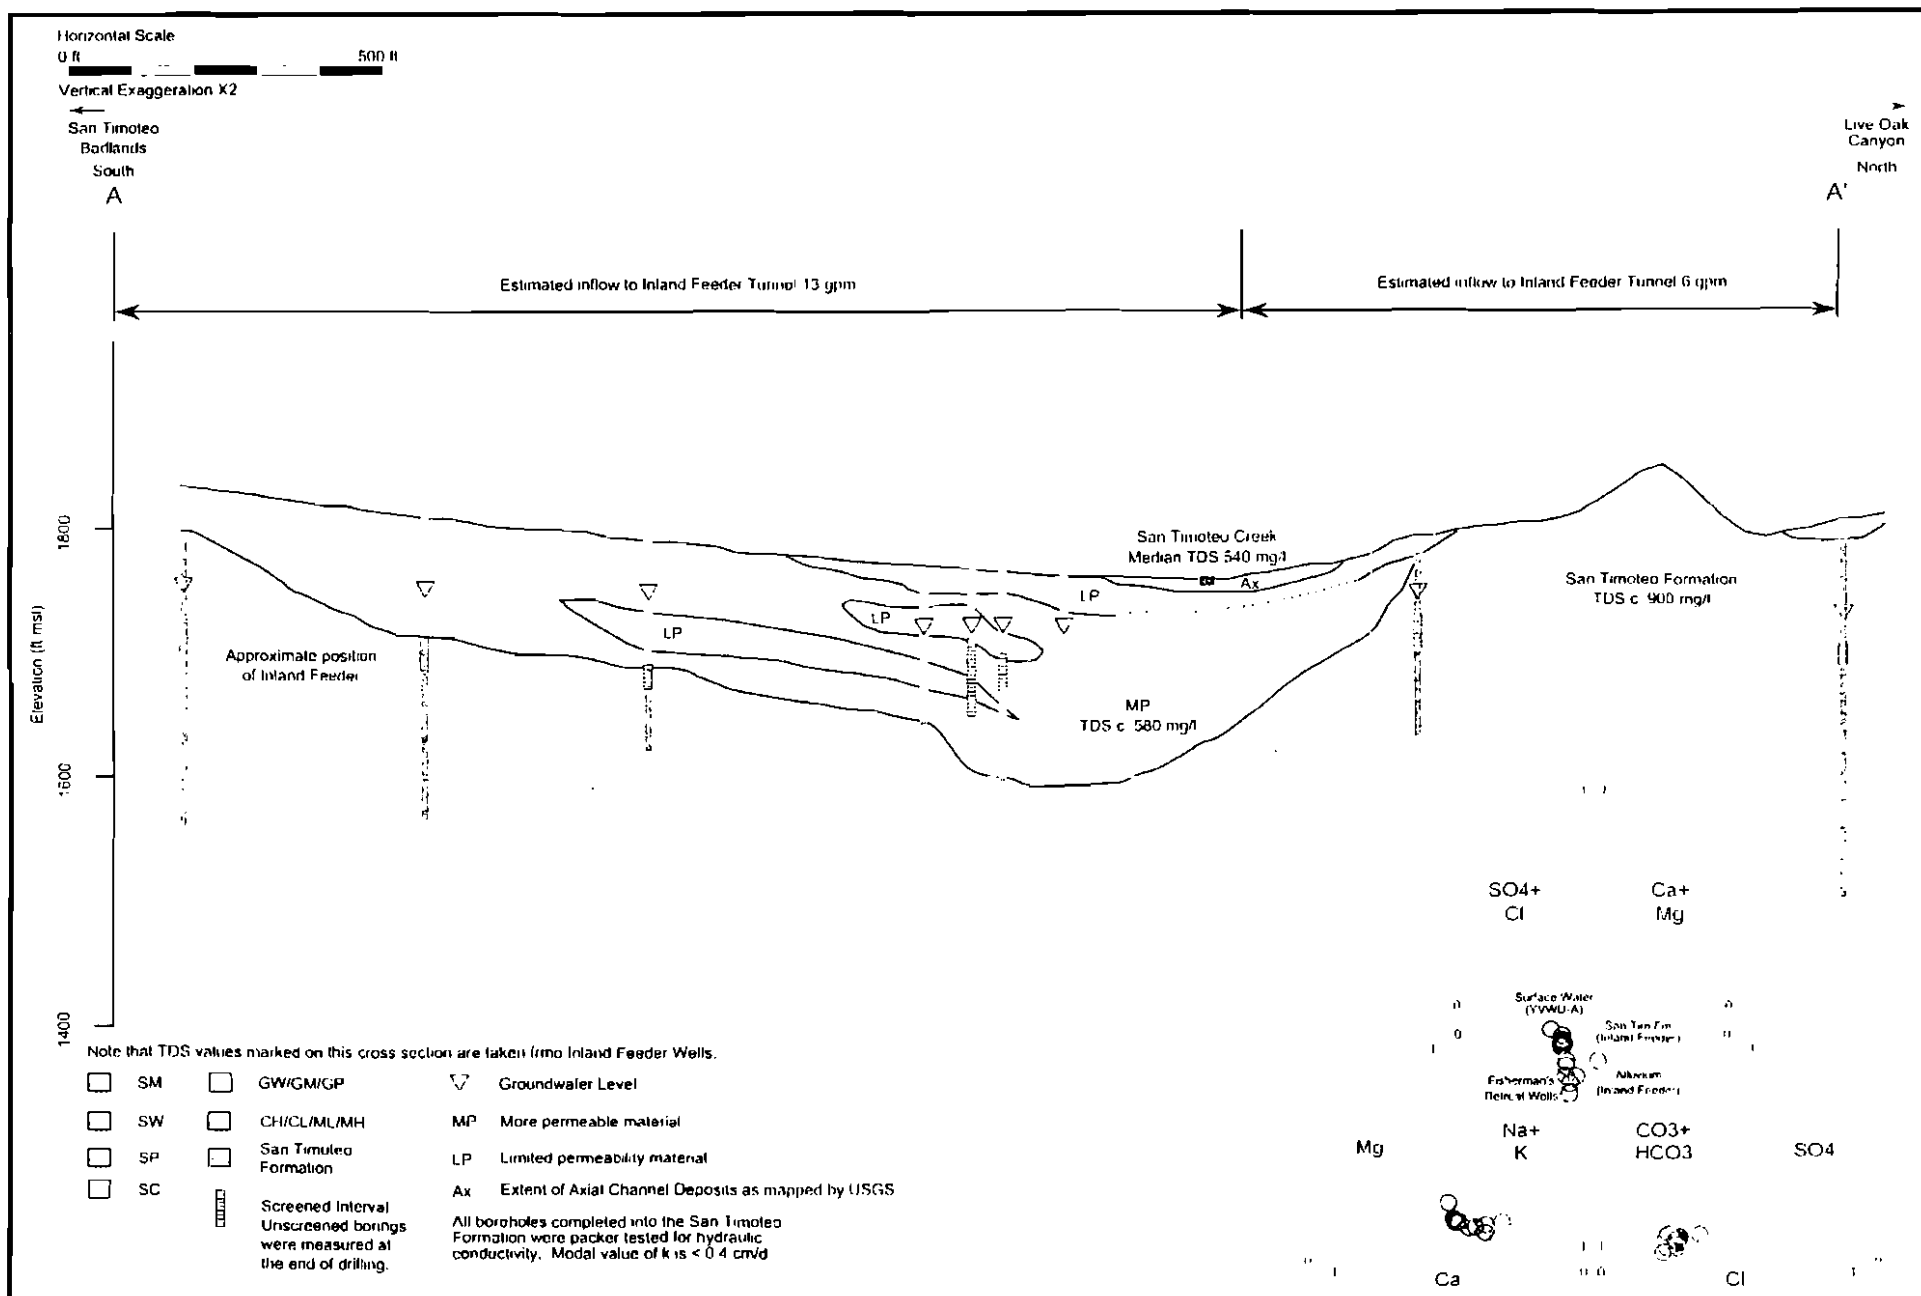 Horizontal Scale
0 ft 500 ft
Vertical Exaggeration X2
San Timoteo
Badlands
South
A
Live Oak
Canyon
North
A'
Estimated inflow to Inland Feeder Tunnel 13 gpm
Estimated inflow to Inland Feeder Tunnel 6 gpm
Elevation (ft msl)
1800
1600
1400
San Timoteo Creek
Median TDS 540 mg/l
Ax
LP
LP
LP
San Timoteo Formation
TDS c 900 mg/l
Approximate position
of Inland Feeder
MP
TDS c 580 mg/l
SO4+
Cl
Ca+
Mg
Surface Water
(YVWD-A)
San Tim Fm
(Inland Feeder)
Fisherman's
Retreat Wells
Alluvium
(Inland Feeder)
Mg
Na+
K
CO3+
HCO3
SO4
Ca
Cl
Note that TDS values marked on this cross section are taken frmo Inland Feeder Wells.
SM
GW/GM/GP
Groundwater Level
SW
CH/CL/ML/MH
MP More permeable material
SP
San Timoteo
Formation
LP Limited permeability material
SC
Ax Extent of Axial Channel Deposits as mapped by USGS
Screened Interval
Unscreened borings
were measured at
the end of drilling.
All boreholes completed into the San Timoteo
Formation were packer tested for hydraulic
conductivity. Modal value of k is < 0.4 cm/d